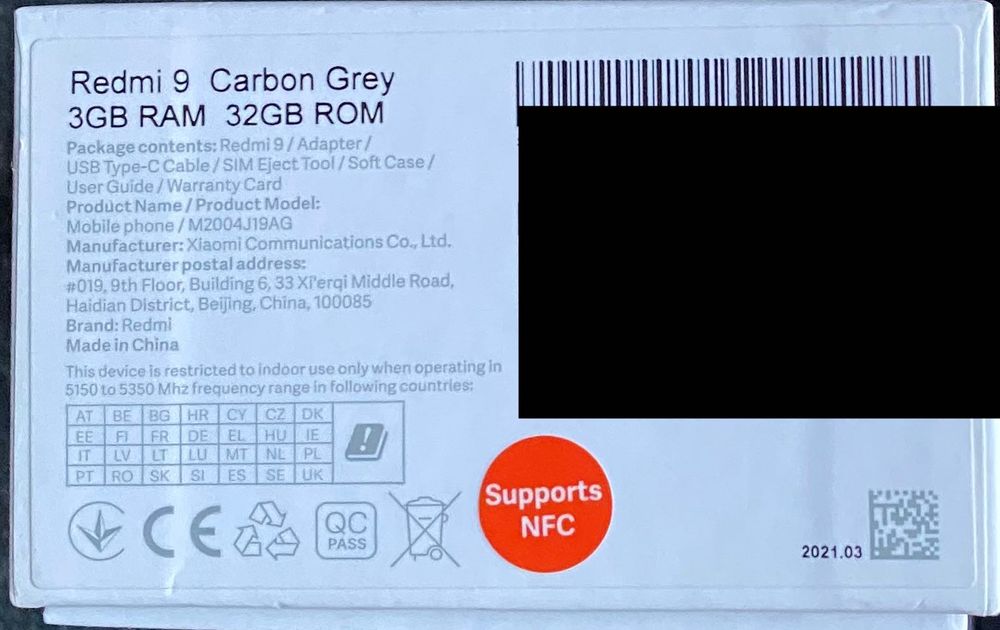 Redmi 9 Carbon Grey
3GB RAM 32GB ROM
Package contents: Redmi 9 / Adapter /
USB Type-C Cable / SIM Eject Tool / Soft Case /
User Guide / Warranty Card
Product Name / Product Model:
Mobile phone / M2004J19AG
Manufacturer: Xiaomi Communications Co., Ltd.
Manufacturer postal address:
#019, 9th Floor, Building 6, 33 Xi'erqi Middle Road,
Haidian District, Beijing, China, 100085
Brand: Redmi
Made in China
This device is restricted to indoor use only when operating in
5150 to 5350 Mhz frequency range in following countries:
AT BE BG HR CY CZ DK
EE FI FR DE EL HU IE
IT LV LT LU MT NL PL
PT RO SK SI ES SE UK
CE
QC
PASS
Supports
NFC
2021.03